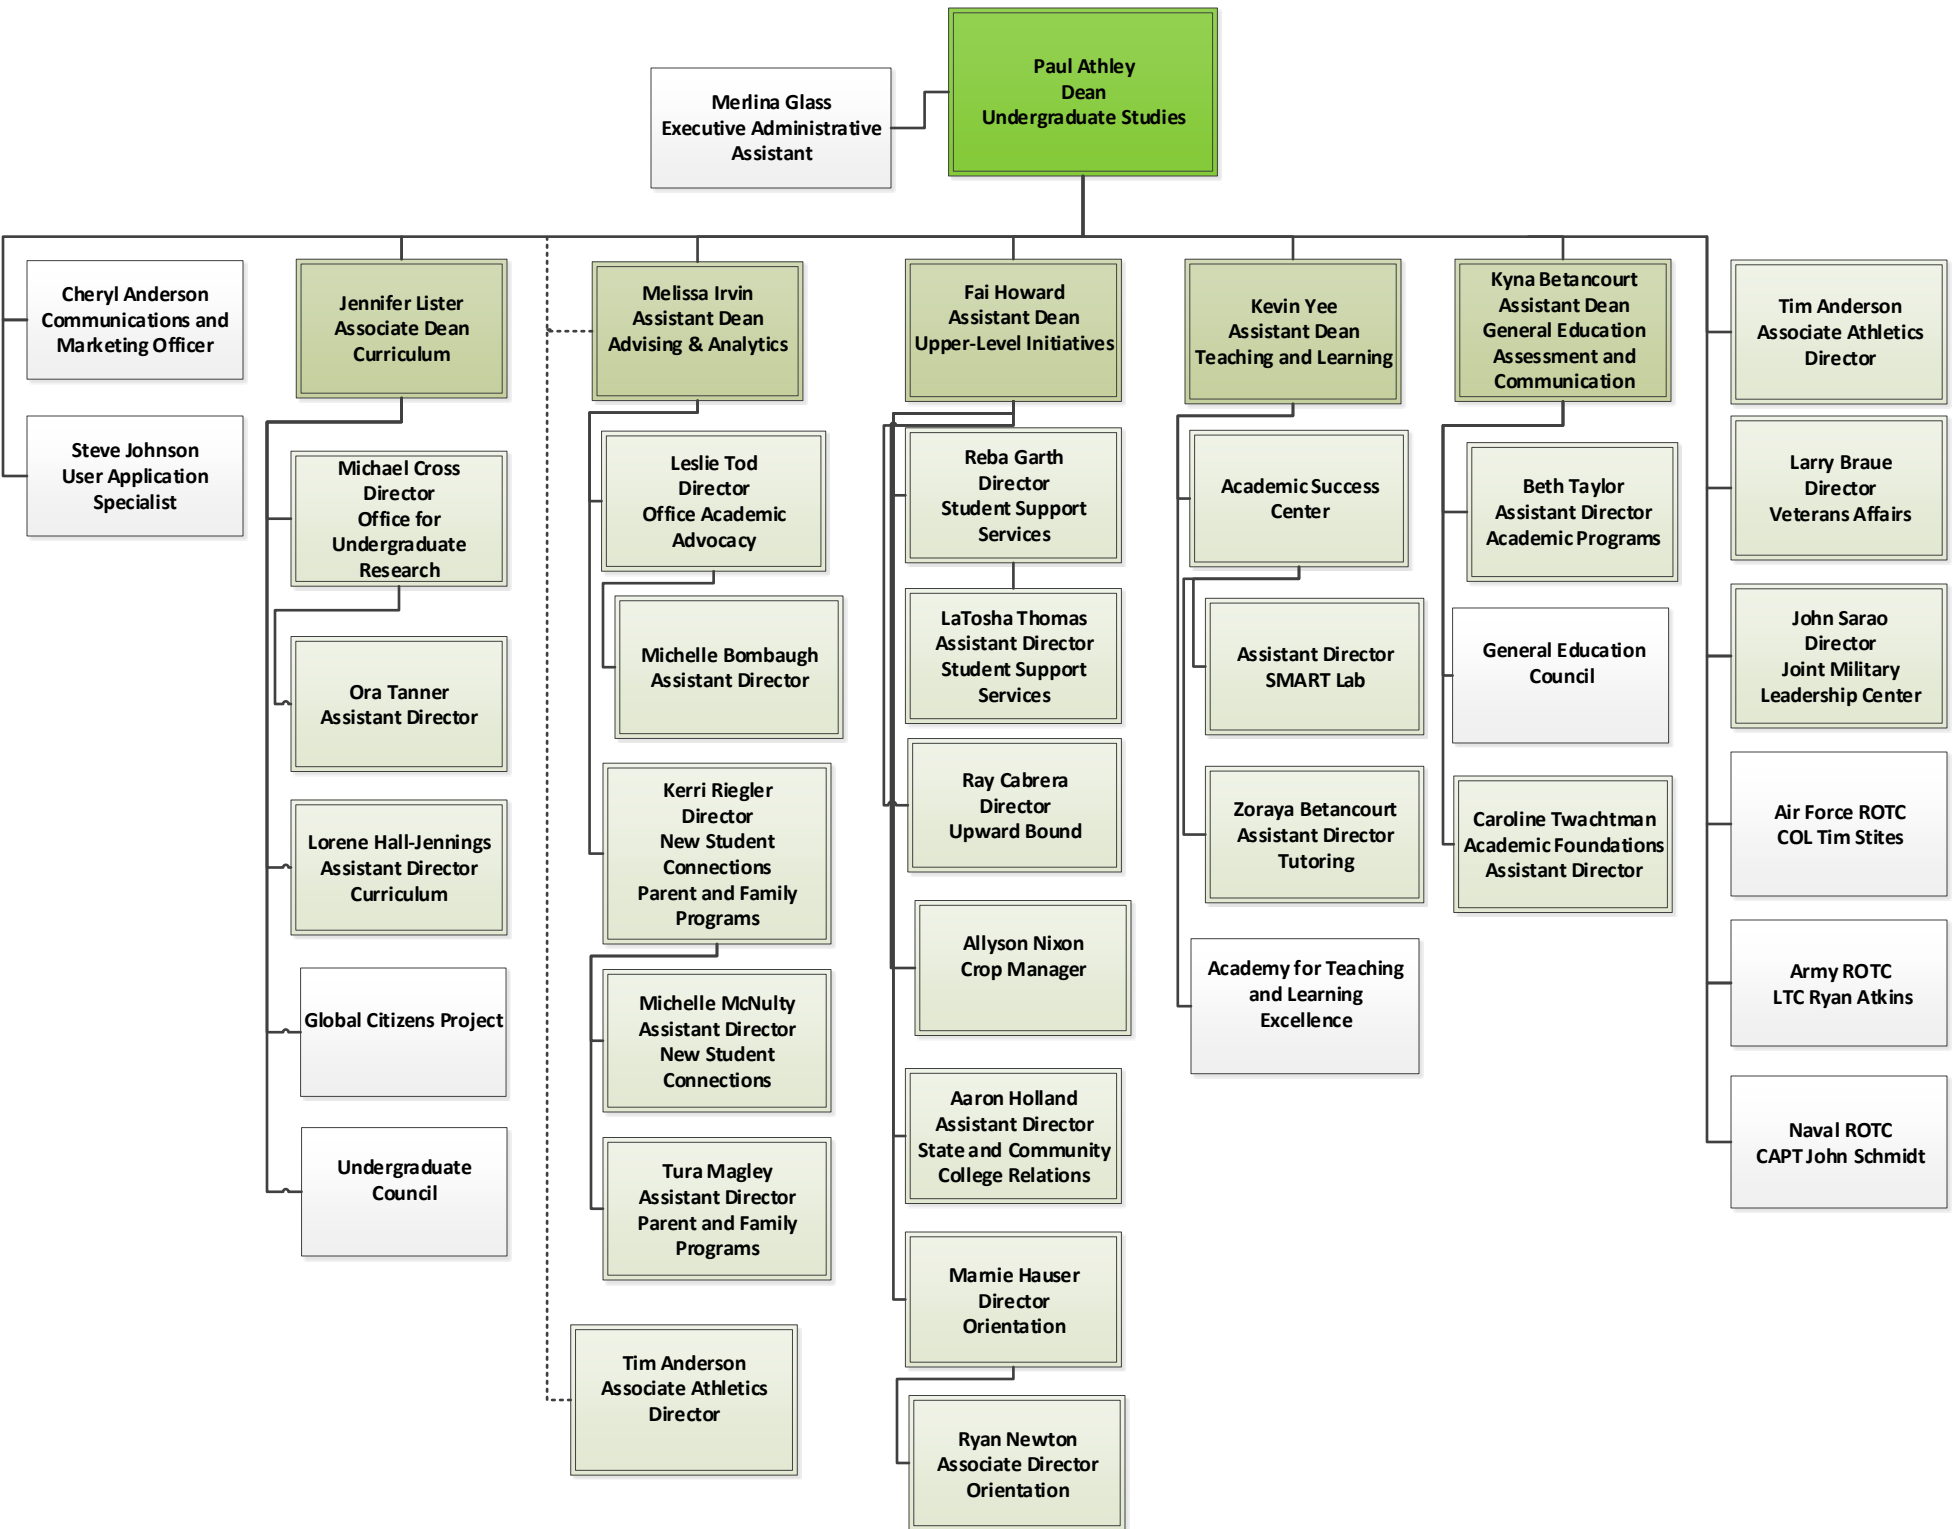 Paul Athley
Dean
Undergraduate Studies
Merlina Glass
Executive Administrative
Assistant
Cheryl Anderson
Communications and
Marketing Officer
Steve Johnson
User Application
Specialist
Jennifer Lister
Associate Dean
Curriculum
Michael Cross
Director
Office for
Undergraduate
Research
Ora Tanner
Assistant Director
Lorene Hall-Jennings
Assistant Director
Curriculum
Global Citizens Project
Undergraduate
Council
Melissa Irvin
Assistant Dean
Advising & Analytics
Leslie Tod
Director
Office Academic
Advocacy
Michelle Bombaugh
Assistant Director
Kerri Riegler
Director
New Student
Connections
Parent and Family
Programs
Michelle McNulty
Assistant Director
New Student
Connections
Tura Magley
Assistant Director
Parent and Family
Programs
Tim Anderson
Associate Athletics
Director
Fai Howard
Assistant Dean
Upper-Level Initiatives
Reba Garth
Director
Student Support
Services
LaTosha Thomas
Assistant Director
Student Support
Services
Ray Cabrera
Director
Upward Bound
Allyson Nixon
Crop Manager
Aaron Holland
Assistant Director
State and Community
College Relations
Marnie Hauser
Director
Orientation
Ryan Newton
Associate Director
Orientation
Kevin Yee
Assistant Dean
Teaching and Learning
Academic Success
Center
Assistant Director
SMART Lab
Zoraya Betancourt
Assistant Director
Tutoring
Academy for Teaching
and Learning
Excellence
Kyna Betancourt
Assistant Dean
General Education
Assessment and
Communication
Beth Taylor
Assistant Director
Academic Programs
General Education
Council
Caroline Twachtman
Academic Foundations
Assistant Director
Tim Anderson
Associate Athletics
Director
Larry Braue
Director
Veterans Affairs
John Sarao
Director
Joint Military
Leadership Center
Air Force ROTC
COL Tim Stites
Army ROTC
LTC Ryan Atkins
Naval ROTC
CAPT John Schmidt